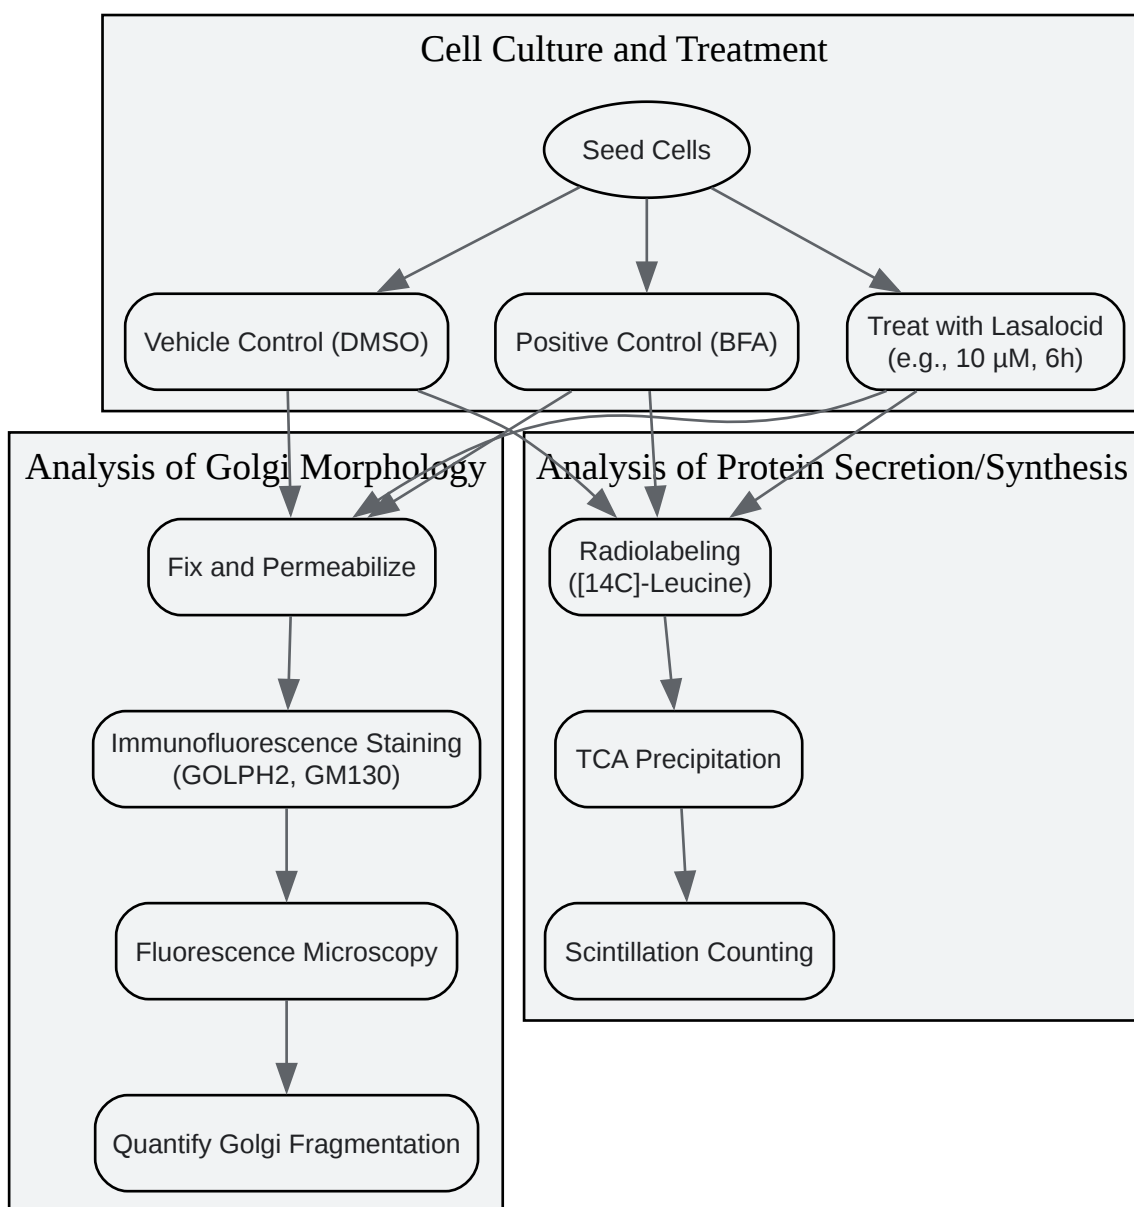 Cell Culture and Treatment
Seed Cells
Vehicle Control (DMSO)
Positive Control (BFA)
Treat with Lasalocid
(e.g., 10 µM, 6h)
Analysis of Golgi Morphology
Analysis of Protein Secretion/Synthesis
Fix and Permeabilize
Radiolabeling
([14C]-Leucine)
Immunofluorescence Staining
(GOLPH2, GM130)
TCA Precipitation
Fluorescence Microscopy
Scintillation Counting
Quantify Golgi Fragmentation